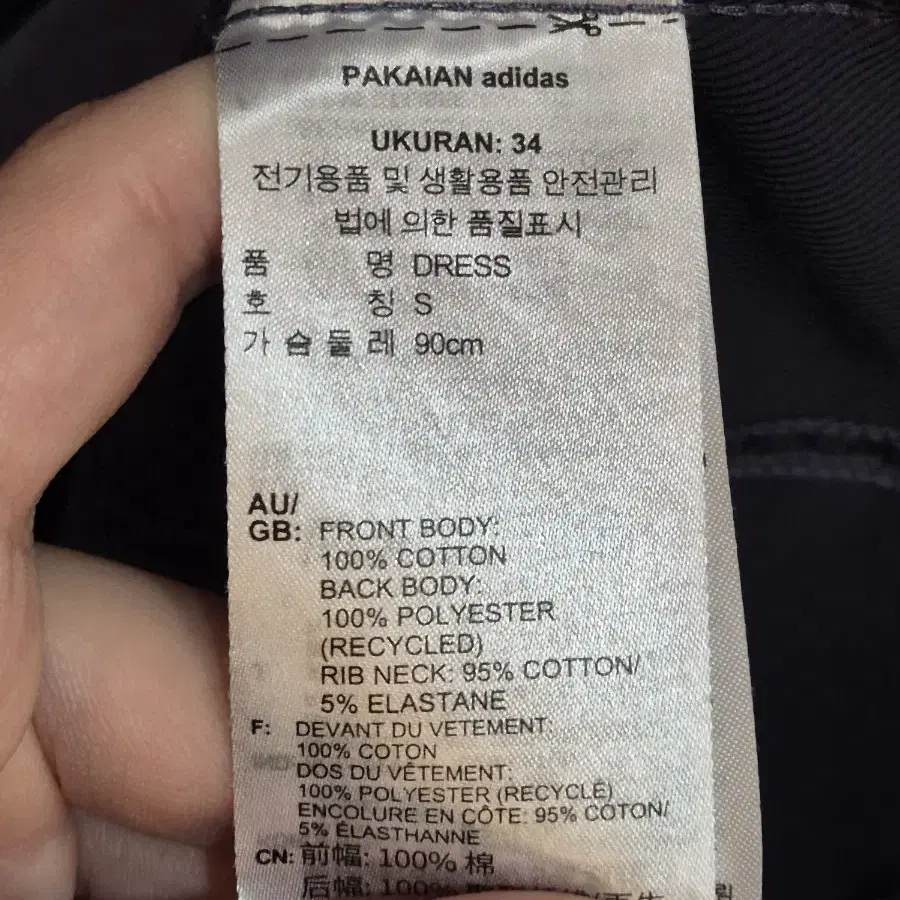 PAKAIAN adidas
UKURAN: 34
전기용품 및 생활용품 안전관리
법에 의한 품질표시
품 명 DRESS
호 칭 S
가 슴 둘 레 90cm
AU/
GB: FRONT BODY:
100% COTTON
BACK BODY:
100% POLYESTER
(RECYCLED)
RIB NECK: 95% COTTON/
5% ELASTANE
F: DEVANT DU VETEMENT:
100% COTON
DOS DU VÊTEMENT:
100% POLYESTER (RECYCLÉ)
ENCOLURE EN CÔTE: 95% COTON/
5% ÉLASTHANNE
CN: 前幅: 100% 棉
后幅: 100%